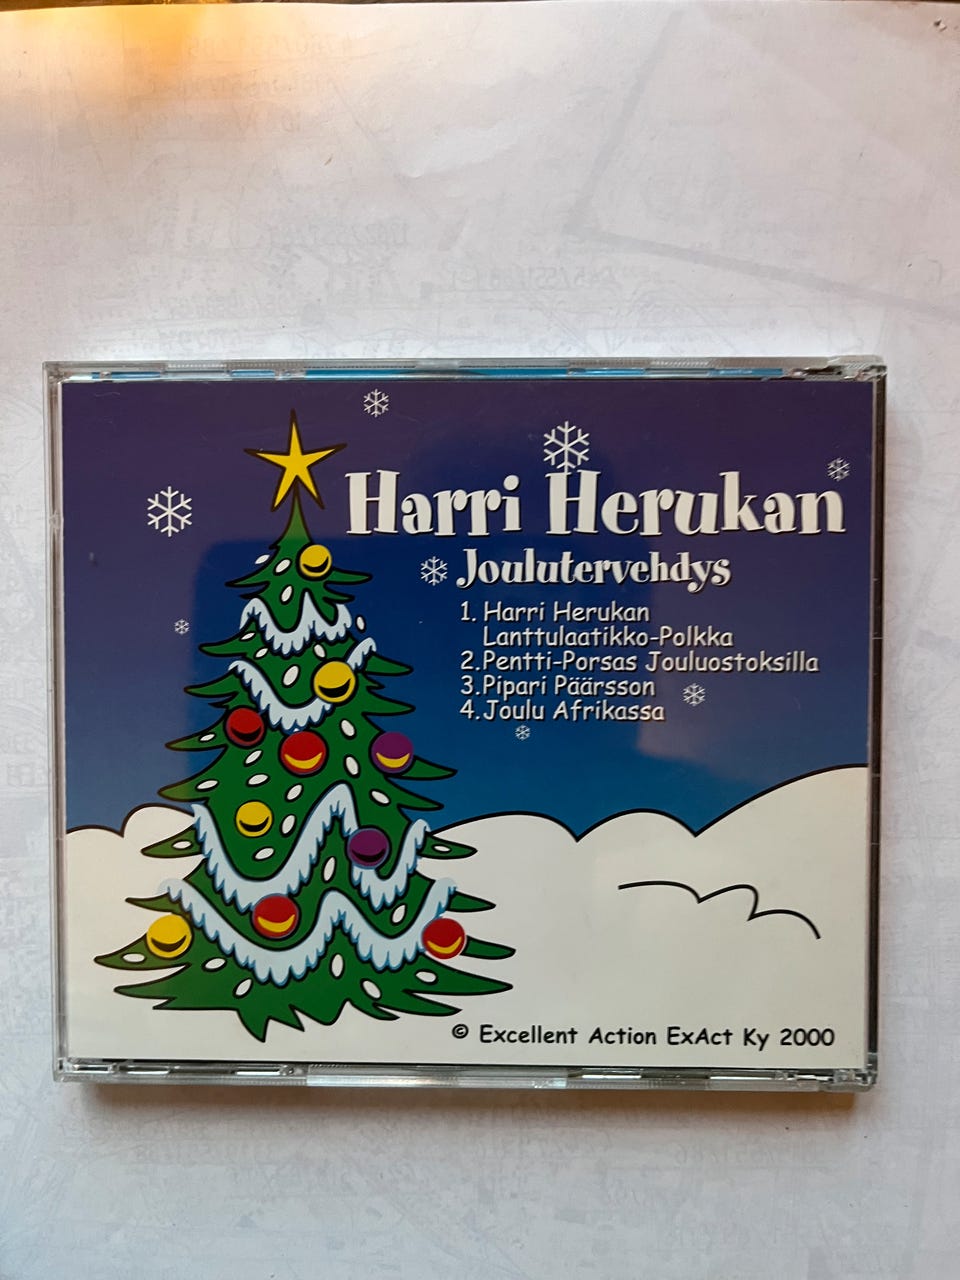 Harri Herukan
Joulutervehdys
1. Harri Herukan
Lanttulaatikko-Polkka
2.Pentti-Porsas Jouluostoksilla
3.Pipari Päärsson
4.Joulu Afrikassa
© Excellent Action ExAct Ky 2000